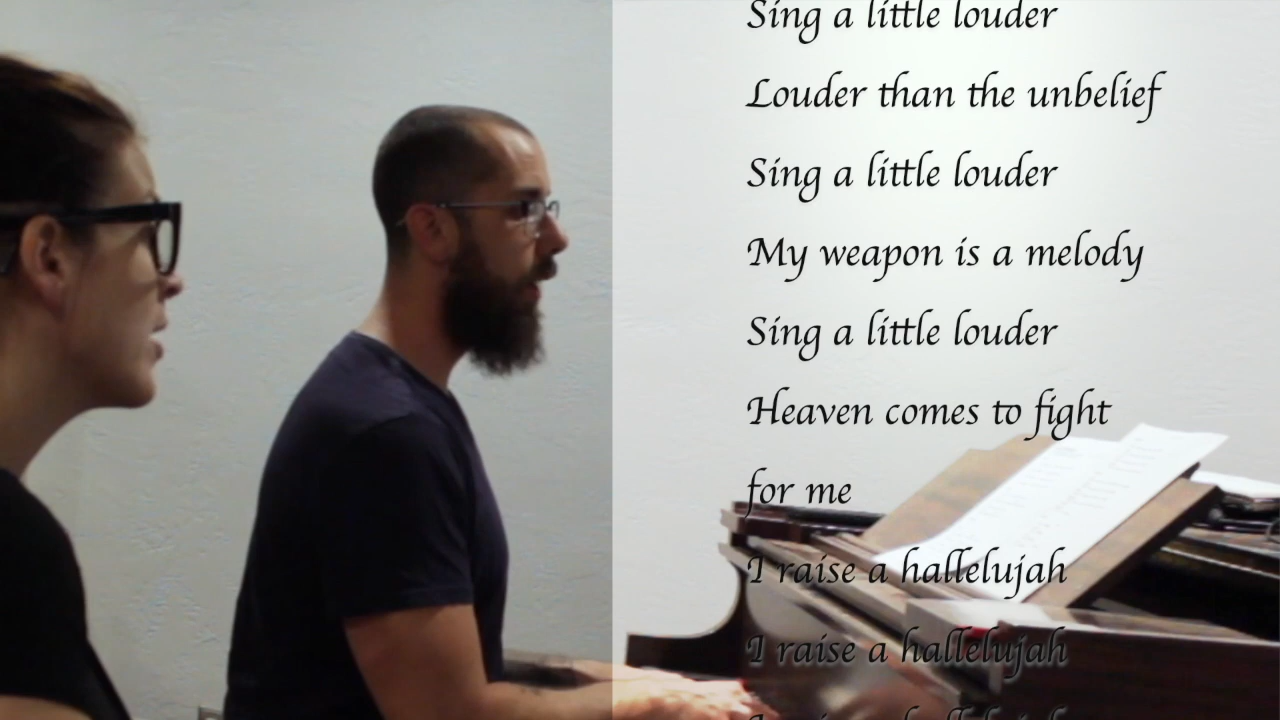 Sing a little louder
Louder than the unbelief
Sing a little louder
My weapon is a melody
Sing a little louder
Heaven comes to fight
for me
I raise a hallelujah
I raise a hallelujah